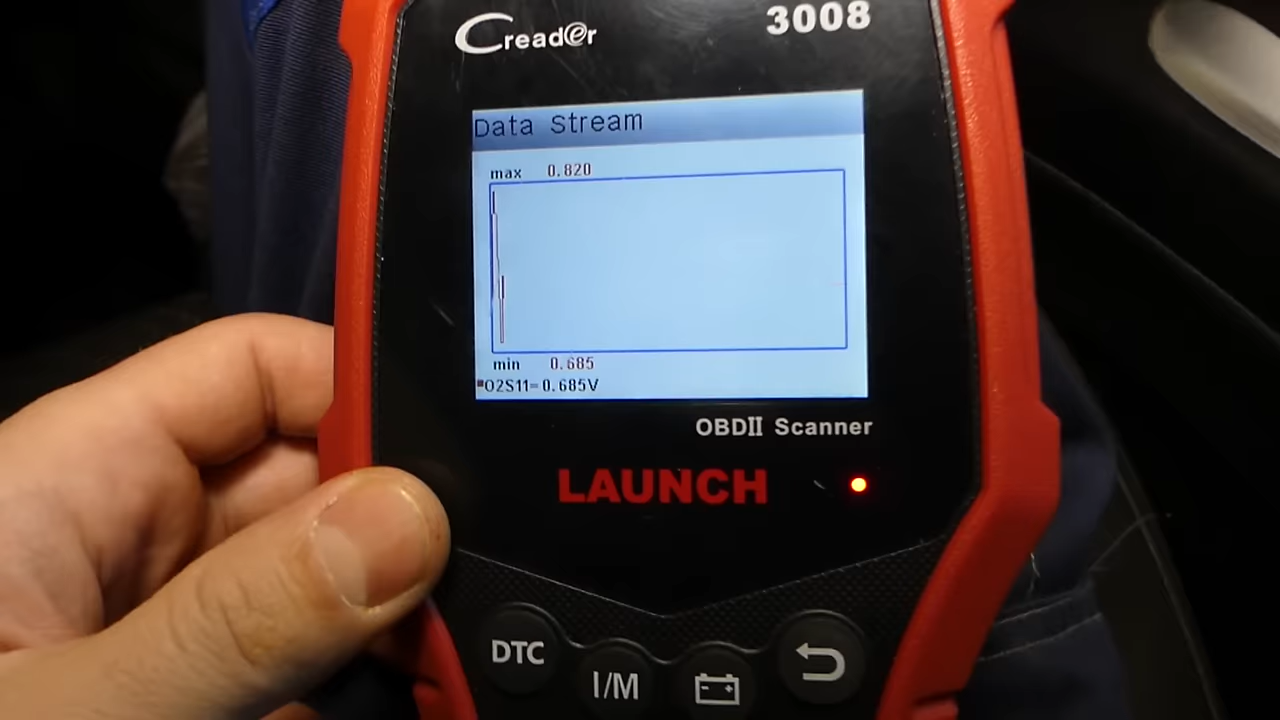 Creader 3008
Data Stream
max 0.820
min 0.685
O2S11=0.685V
OBDII Scanner
LAUNCH
DTC
I/M